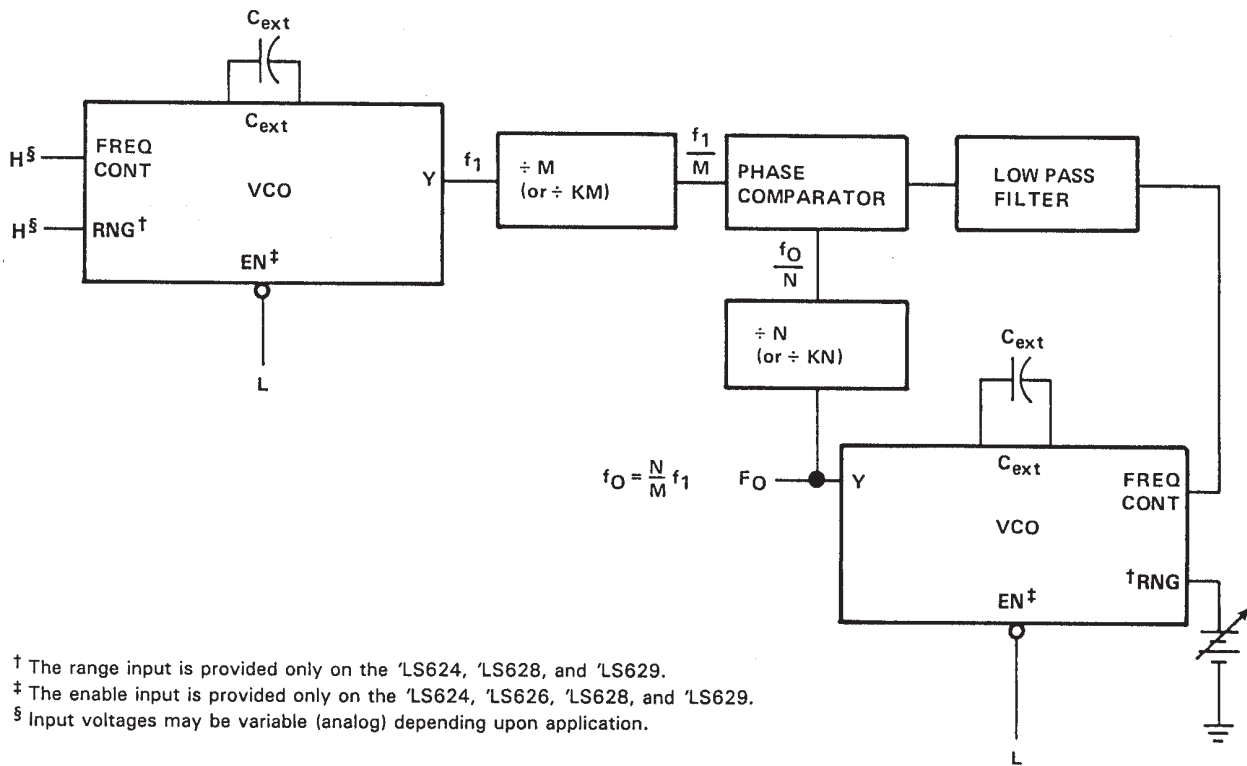 Cext
Cext
H§
FREQ
CONT
VCO
Y
H§
RNG†
EN‡
L
f1
÷ M
(or ÷ KM)
f1
M
PHASE
COMPARATOR
LOW PASS
FILTER
fO
N
÷ N
(or ÷ KN)
Cext
Cext
fO = N/M f1
FO
Y
FREQ
CONT
VCO
†RNG
EN‡
L
† The range input is provided only on the 'LS624, 'LS628, and 'LS629.
‡ The enable input is provided only on the 'LS624, 'LS626, 'LS628, and 'LS629.
§ Input voltages may be variable (analog) depending upon application.